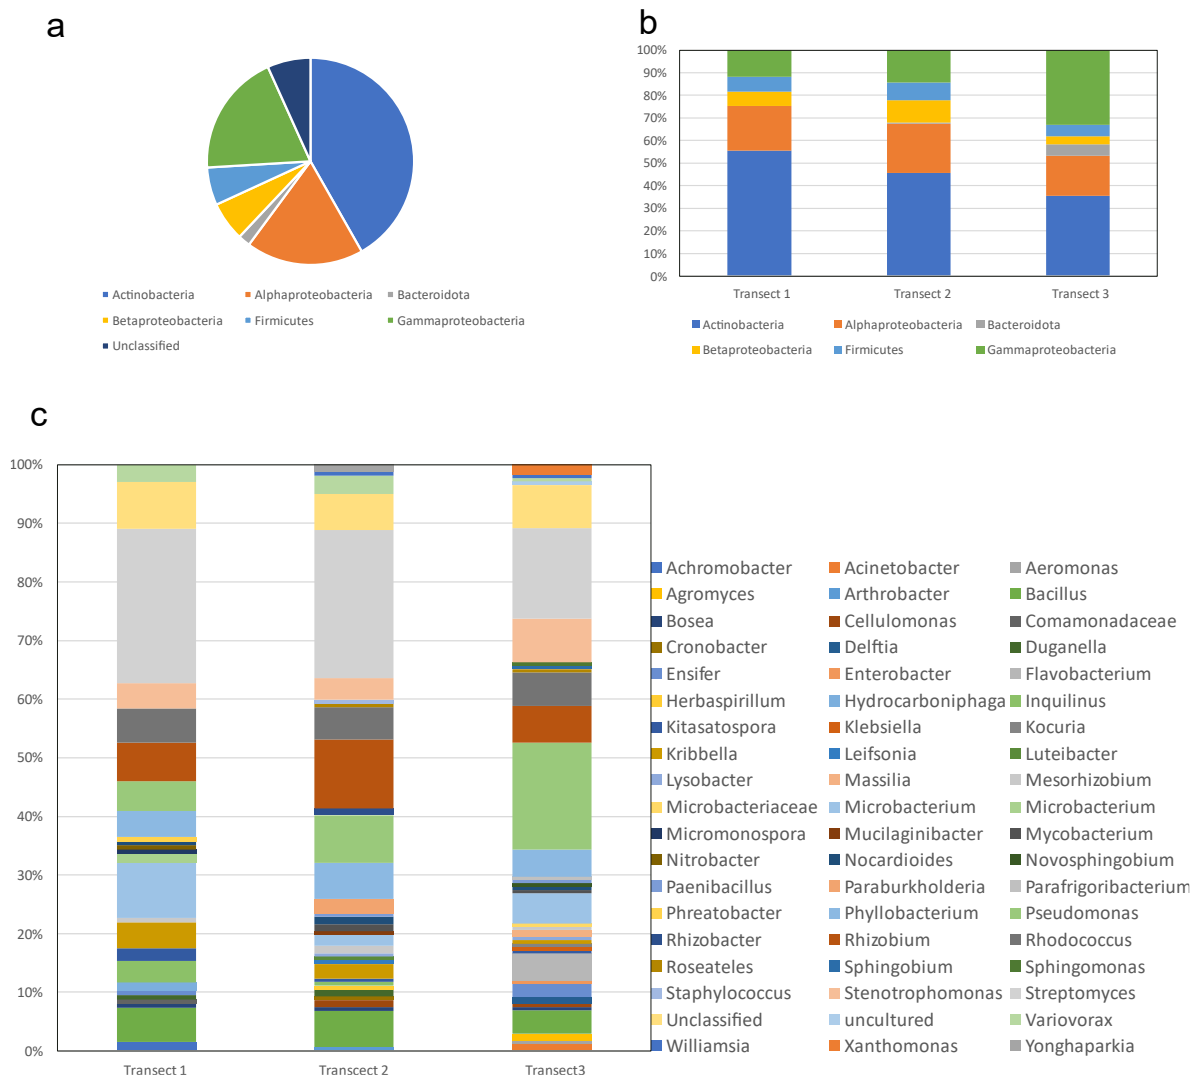 a
Actinobacteria Alphaproteobacteria Bacteroidota
Betaproteobacteria Firmicutes Gammaproteobacteria
Unclassified
b
100%
90%
80%
70%
60%
50%
40%
30%
20%
10%
0%
Transect 1 Transect 2 Transect 3
Actinobacteria Alphaproteobacteria Bacteroidota
Betaproteobacteria Firmicutes Gammaproteobacteria
c
100%
90%
80%
70%
60%
50%
40%
30%
20%
10%
0%
Transect 1 Transcect 2 Transect3
Achromobacter Acinetobacter Aeromonas
Agromyces Arthrobacter Bacillus
Bosea Cellulomonas Comamonadaceae
Cronobacter Delftia Duganella
Ensifer Enterobacter Flavobacterium
Herbaspirillum Hydrocarboniphaga Inquilinus
Kitasatospora Klebsiella Kocuria
Kribbella Leifsonia Luteibacter
Lysobacter Massilia Mesorhizobium
Microbacteriaceae Microbacterium Microbacterium
Micromonospora Mucilaginibacter Mycobacterium
Nitrobacter Nocardioides Novosphingobium
Paenibacillus Paraburkholderia Parafrigoribacterium
Phreatobacter Phyllobacterium Pseudomonas
Rhizobacter Rhizobium Rhodococcus
Roseateles Sphingobium Sphingomonas
Staphylococcus Stenotrophomonas Streptomyces
Unclassified uncultured Variovorax
Williamsia Xanthomonas Yonghaparkia